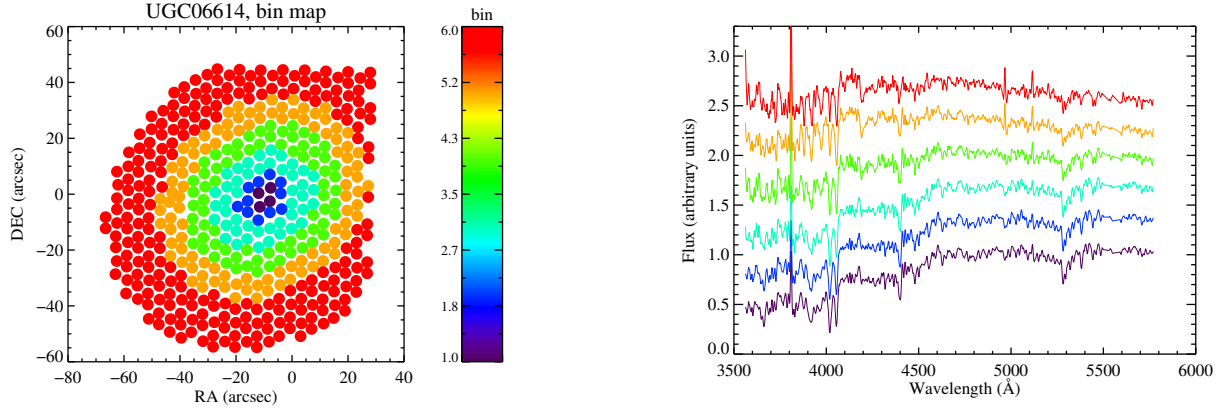 UGC06614, bin map
bin
DEC (arcsec)
60
40
20
0
−20
−40
−60
−80 −60 −40 −20 0 20 40
RA (arcsec)
6.0
5.2
4.3
3.5
2.7
1.8
1.0
Flux (arbitrary units)
3.0
2.5
2.0
1.5
1.0
0.5
0.0
3500 4000 4500 5000 5500 6000
Wavelength (Å)